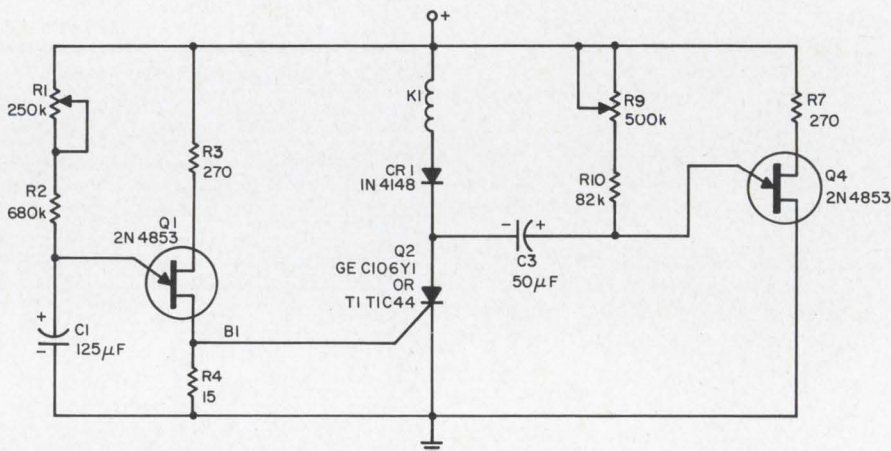 +
R1
250k
R2
680k
+
C1
-
125µF
R3
270
Q1
2N4853
B1
R4
15
K1
CR1
IN4148
Q2
GE C106Y1
OR
TI TIC44
- +
C3
50µF
R9
500k
R10
82k
R7
270
Q4
2N4853